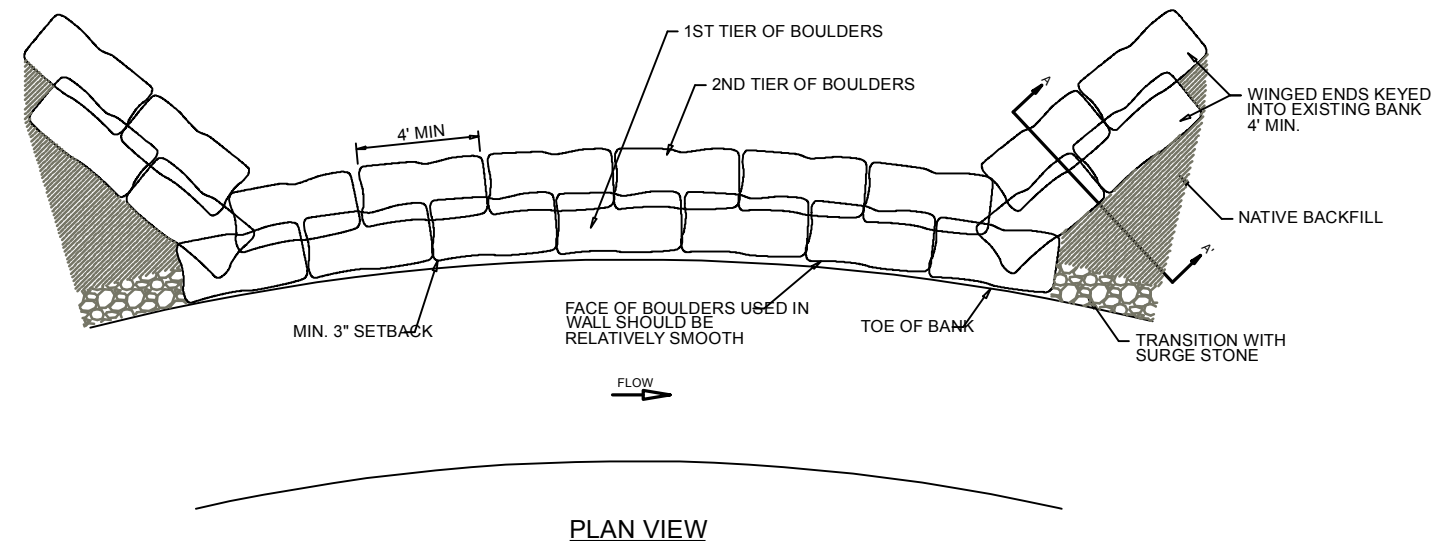 1ST TIER OF BOULDERS
2ND TIER OF BOULDERS
4' MIN
A
WINGED ENDS KEYED
INTO EXISTING BANK
4' MIN.
NATIVE BACKFILL
A'
FACE OF BOULDERS USED IN
WALL SHOULD BE
RELATIVELY SMOOTH
MIN. 3" SETBACK
TOE OF BANK
TRANSITION WITH
SURGE STONE
FLOW
PLAN VIEW